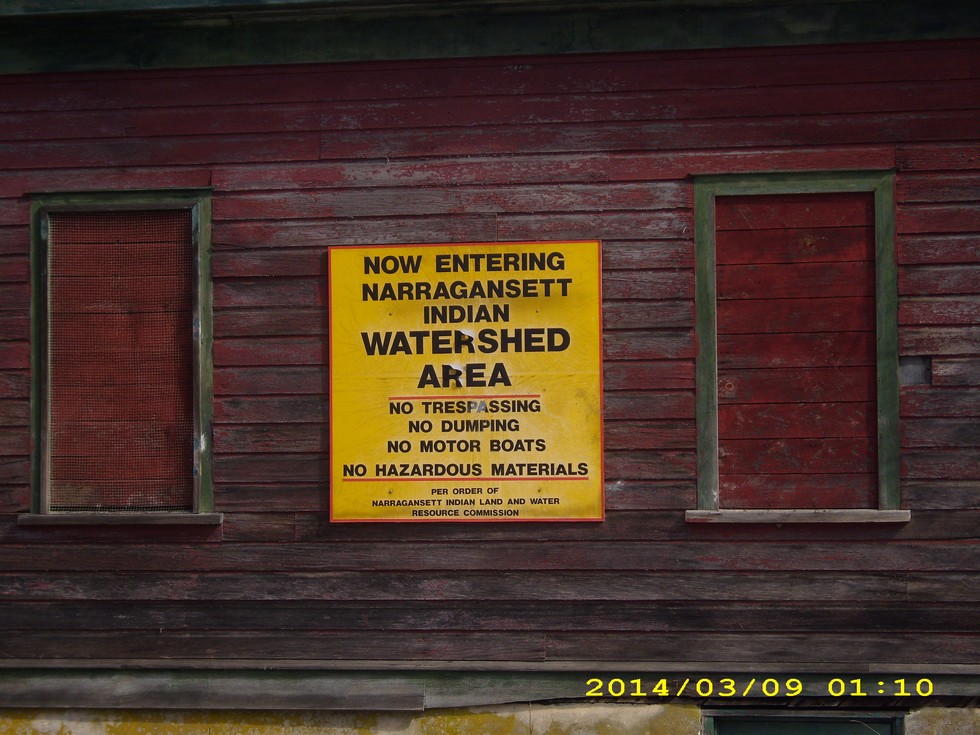 NOW ENTERING
NARRAGANSETT
INDIAN
WATERSHED
AREA
NO TRESPASSING
NO DUMPING
NO MOTOR BOATS
NO HAZARDOUS MATERIALS
PER ORDER OF
NARRAGANSETT INDIAN LAND AND WATER
RESOURCE COMMISSION
2014/03/09 01:10